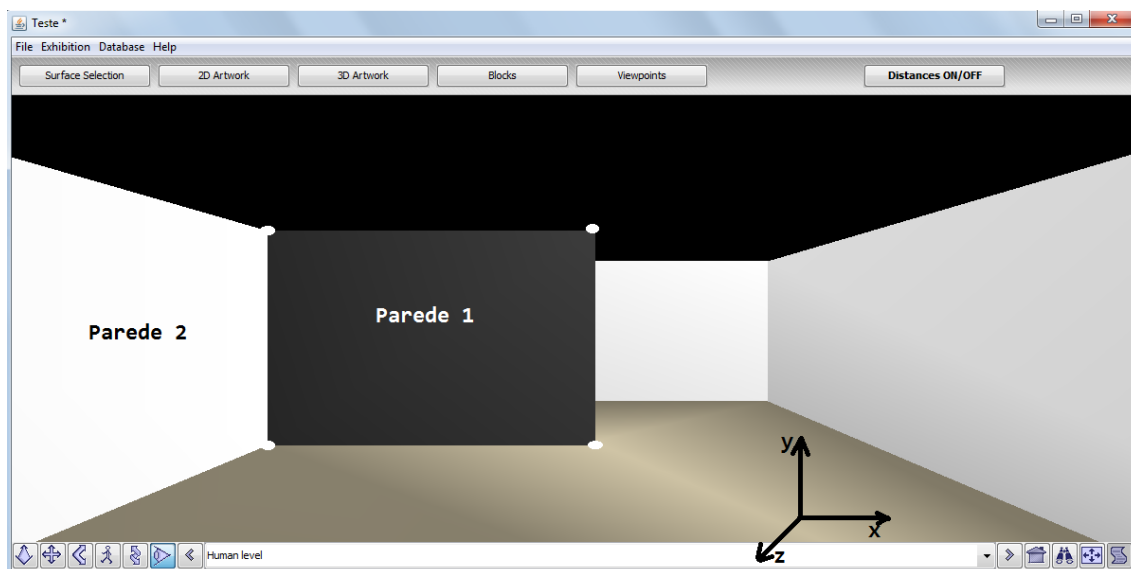 Teste *
File Exhibition Database Help
Surface Selection 2D Artwork 3D Artwork Blocks Viewpoints Distances ON/OFF
Parede 1
Parede 2
y
x
z
Human level